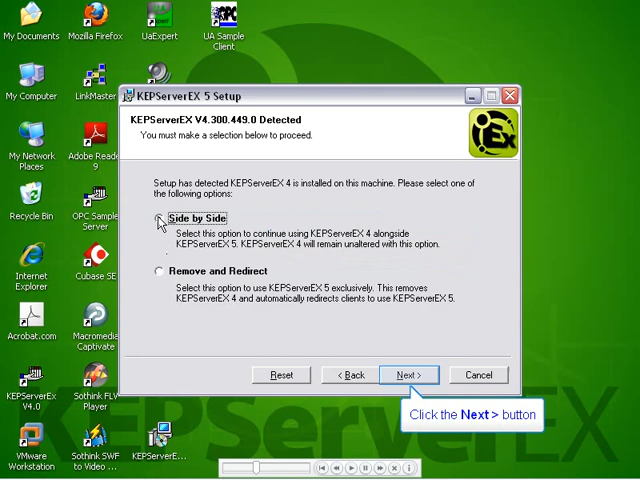 My Documents
Mozilla Firefox
UaExpert
UA Sample
Client
My Computer
LinkMaster
My Network
Places
Adobe Reade
9
Recycle Bin
OPC Sampl
Server
Internet
Explorer
Cubase SE
Acrobat.com
Macromed
Captivate
KEPServerEx
V4.0
Sothink FLV
Player
VMware
Workstation
Sothink SWF
to Video ...
KEPServerE...
KEPServerEX 5 Setup
KEPServerEX V4.300.449.0 Detected
You must make a selection below to proceed.
Setup has detected KEPServerEX 4 is installed on this machine. Please select one of
the following options:
Side by Side
Select this option to continue using KEPServerEX 4 alongside
KEPServerEX 5. KEPServerEX 4 will remain unaltered with this option.
Remove and Redirect
Select this option to use KEPServerEX 5 exclusively. This removes
KEPServerEX 4 and automatically redirects clients to use KEPServerEX 5.
Reset
< Back
Next >
Cancel
Click the Next > button
KEPServerEX